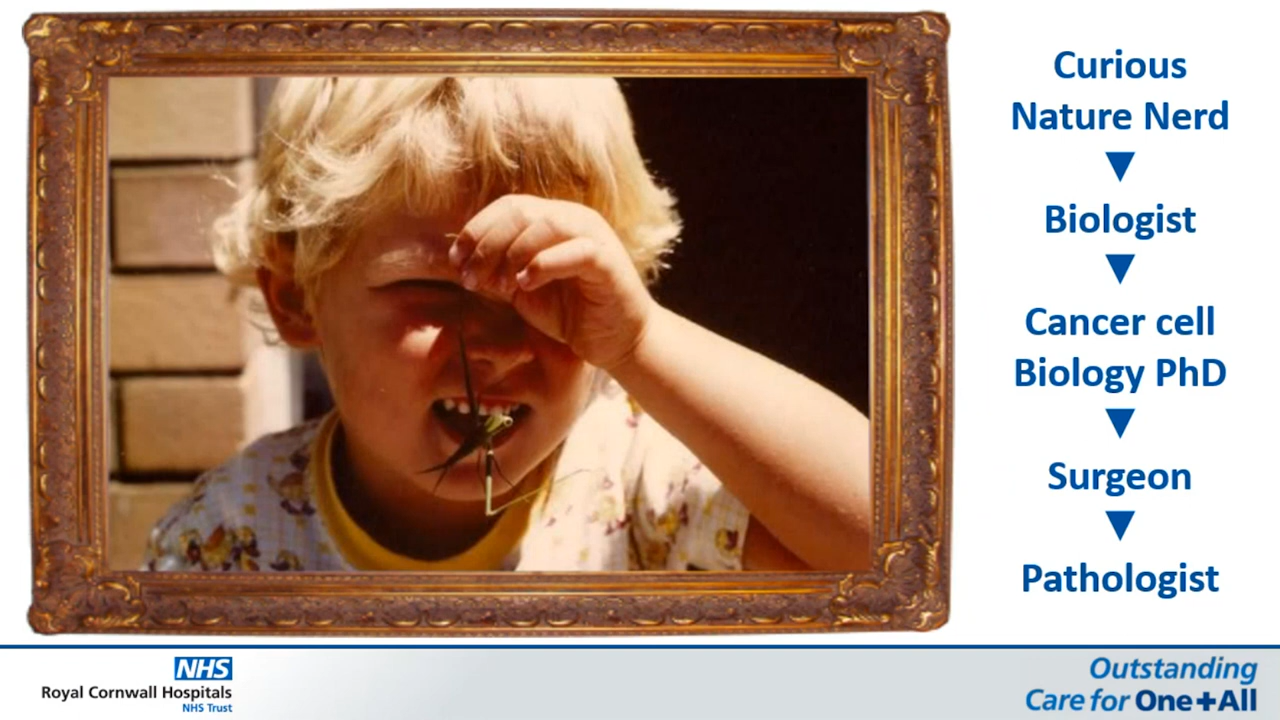 Curious
Nature Nerd
Biologist
Cancer cell
Biology PhD
Surgeon
Pathologist
NHS
Royal Cornwall Hospitals
NHS Trust
Outstanding
Care for One+All